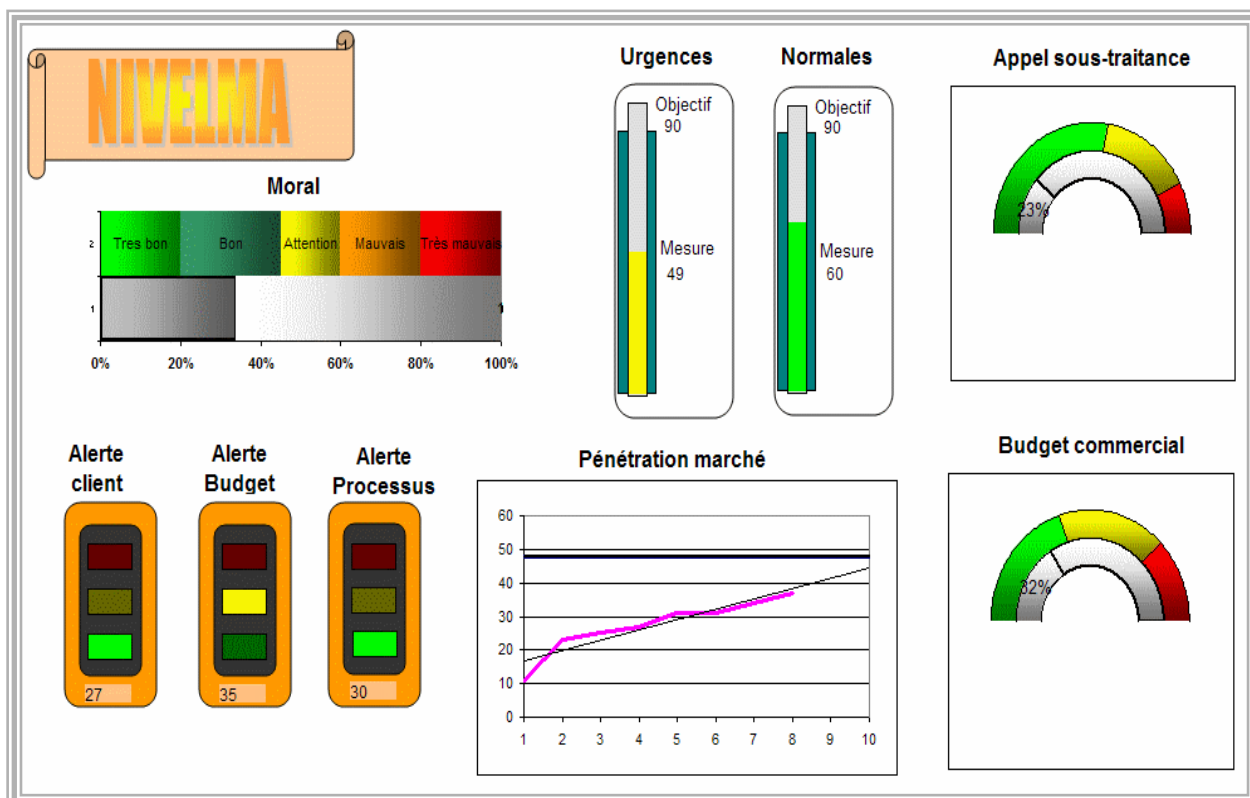 NIVELMA
Urgences
Normales
Appel sous-traitance
Objectif
90
Mesure
49
Objectif
90
Mesure
60
23%
Moral
2
Tres bon
Bon
Attention
Mauvais
Très mauvais
1
0%
20%
40%
60%
80%
100%
Alerte
client
27
Alerte
Budget
35
Alerte
Processus
30
Pénétration marché
60
50
40
30
20
10
0
1
2
3
4
5
6
7
8
9
10
Budget commercial
32%